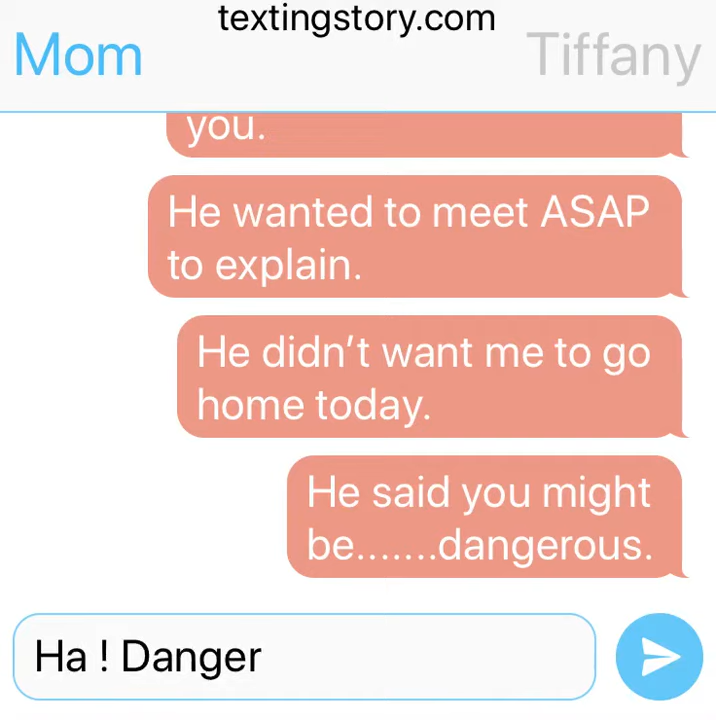 textingstory.com
Mom
Tiffany
you.
He wanted to meet ASAP
to explain.
He didn’t want me to go
home today.
He said you might
be.......dangerous.
Ha ! Danger